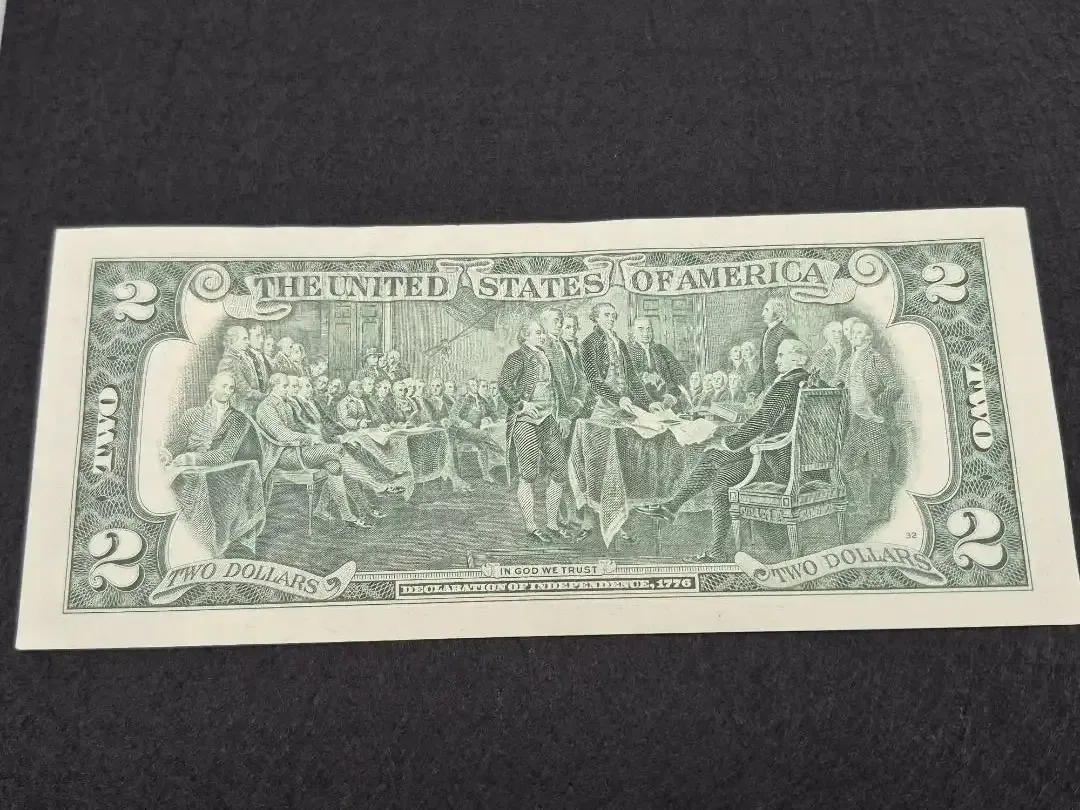 THE UNITED STATES OF AMERICA
2
2
TWO
TWO
32
2
TWO DOLLARS
TWO DOLLARS
2
IN GOD WE TRUST
DECLARATION OF INDEPENDENCE, 1776